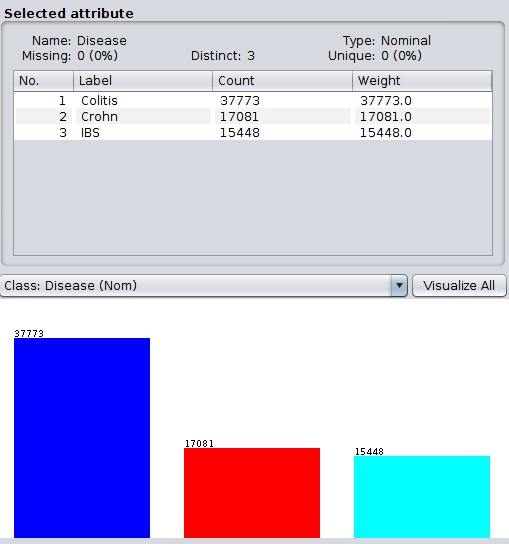 Selected attribute
Name: Disease Type: Nominal
Missing: 0 (0%) Distinct: 3 Unique: 0 (0%)
No. Label Count Weight
1 Colitis 37773 37773.0
2 Crohn 17081 17081.0
3 IBS 15448 15448.0
Class: Disease (Nom) Visualize All
37773
17081
15448